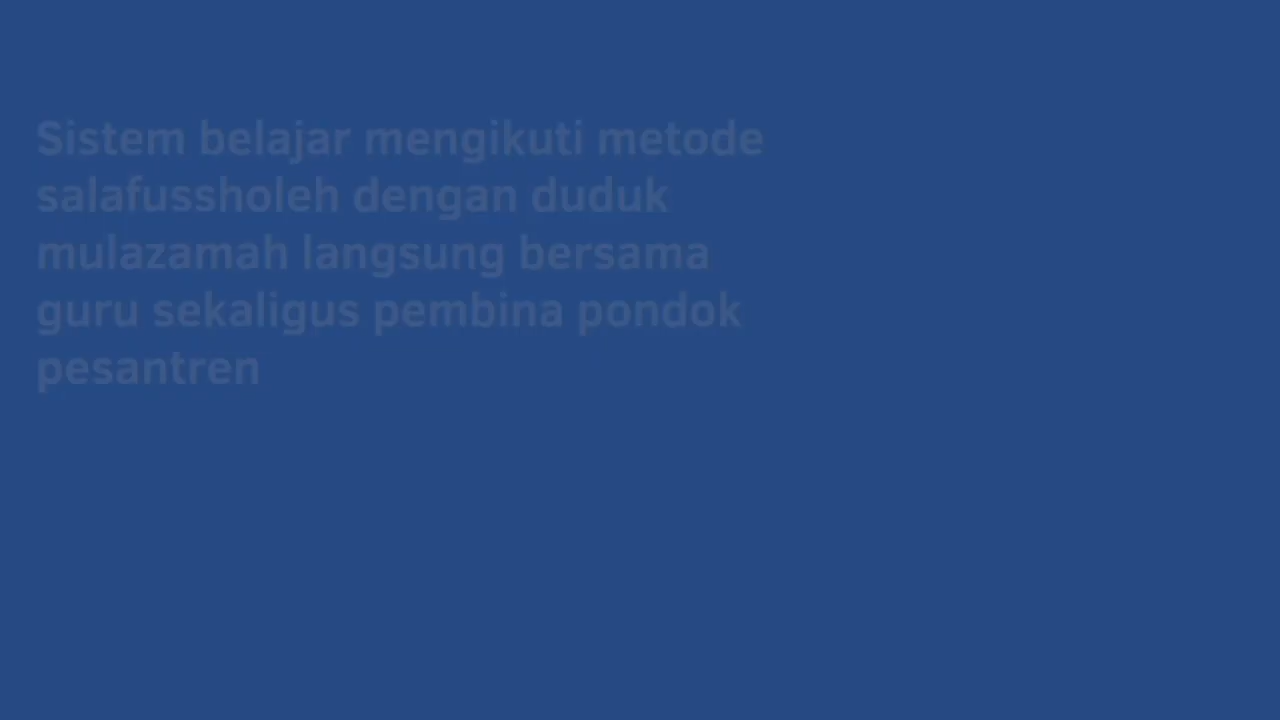 Sistem belajar mengikuti metode
salafussholeh dengan duduk
mulazamah langsung bersama
guru sekaligus pembina pondok
pesantren